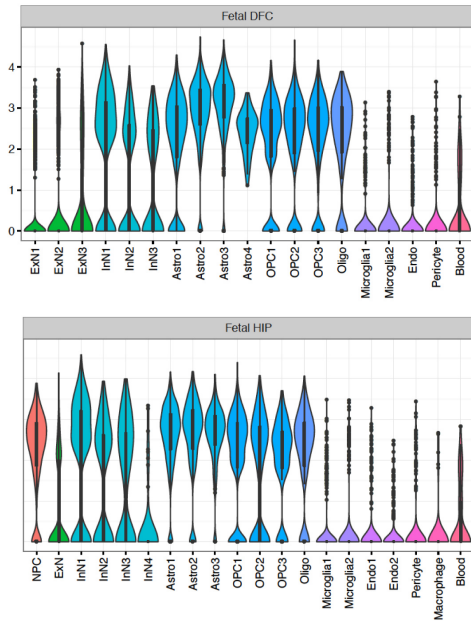 Fetal DFC
4
3
2
1
0
ExN1 ExN2 ExN3 InN1 InN2 InN3 Astro1 Astro2 Astro3 Astro4 OPC1 OPC2 OPC3 Oligo Microglia1 Microglia2 Endo Pericyte Blood
Fetal HIP
NPC ExN InN1 InN2 InN3 InN4 Astro1 Astro2 Astro3 OPC1 OPC2 OPC3 Oligo Microglia1 Microglia2 Endo1 Endo2 Pericyte Macrophage Blood